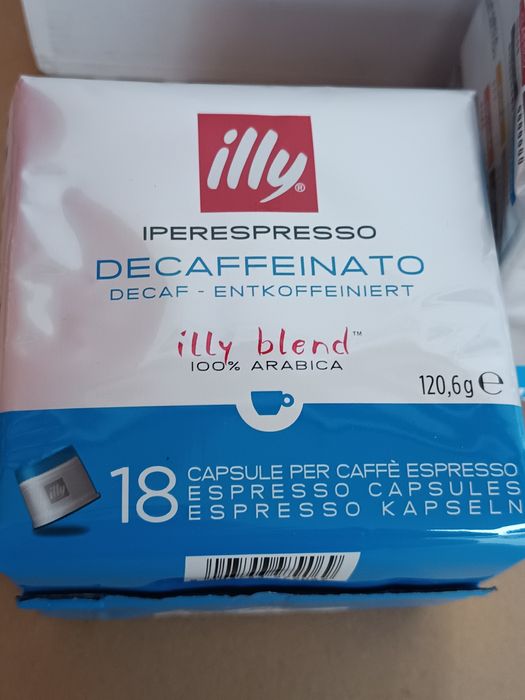 illy®
IPERESPRESSO
DECAFFEINATO
DECAF - ENTKOFFEINIERT
illy blend™
100% ARABICA
120,6g ℮
illy
18
CAPSULE PER CAFFÈ ESPRESSO
ESPRESSO CAPSULES
ESPRESSO KAPSELN